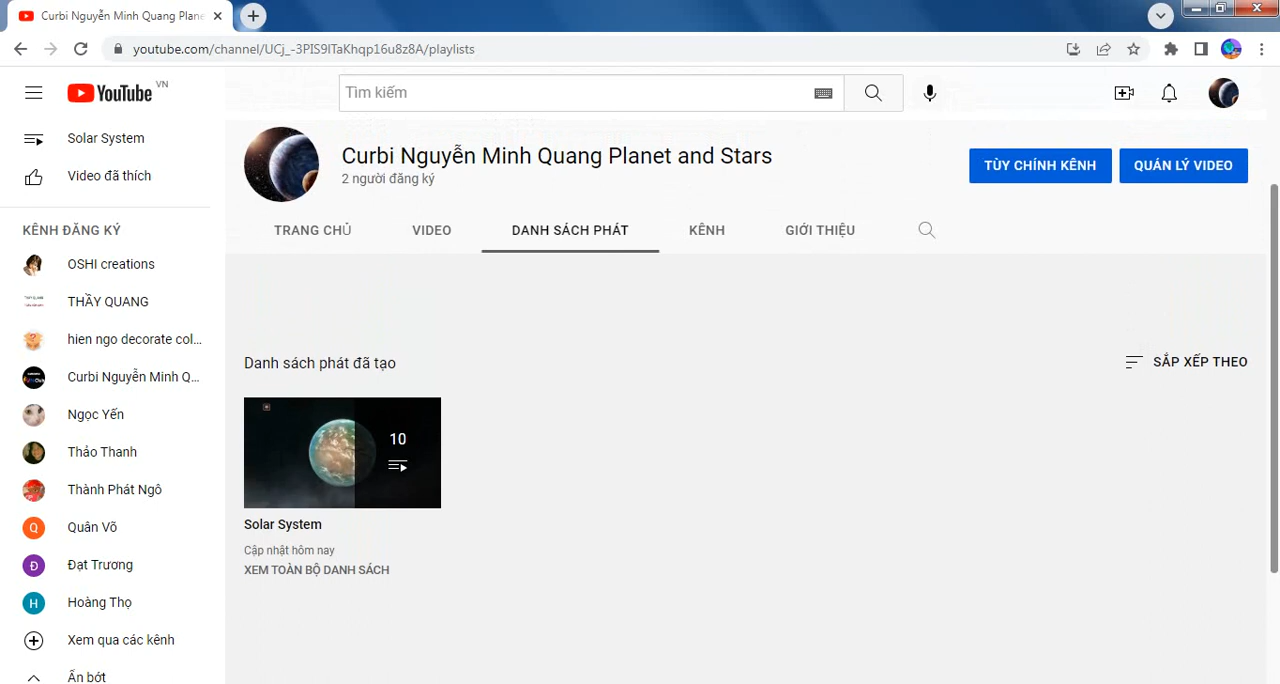 Curbi Nguyễn Minh Quang Plane
youtube.com/channel/UCj_-3PIS9ITaKhqp16u8z8A/playlists
YouTube VN
Tìm kiếm
Solar System
Video đã thích
KÊNH ĐĂNG KÝ
OSHI creations
THẦY QUANG
hien ngo decorate col...
Curbi Nguyễn Minh Q...
Ngọc Yến
Thảo Thanh
Thành Phát Ngô
Q Quân Võ
Đ Đạt Trương
H Hoàng Thọ
Xem qua các kênh
Ẩn bớt
Curbi Nguyễn Minh Quang Planet and Stars
2 người đăng ký
TÙY CHỈNH KÊNH
QUẢN LÝ VIDEO
TRANG CHỦ
VIDEO
DANH SÁCH PHÁT
KÊNH
GIỚI THIỆU
Danh sách phát đã tạo
SẮP XẾP THEO
10
Solar System
Cập nhật hôm nay
XEM TOÀN BỘ DANH SÁCH